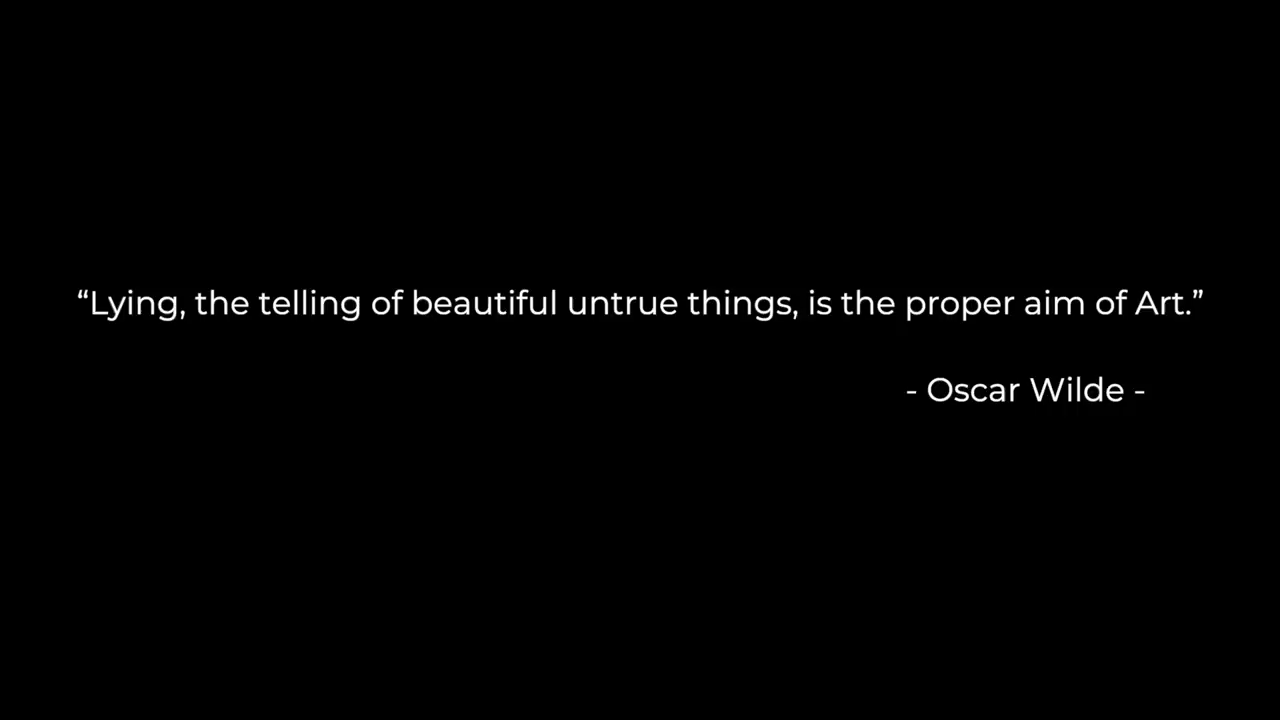 “Lying, the telling of beautiful untrue things, is the proper aim of Art.”
- Oscar Wilde -